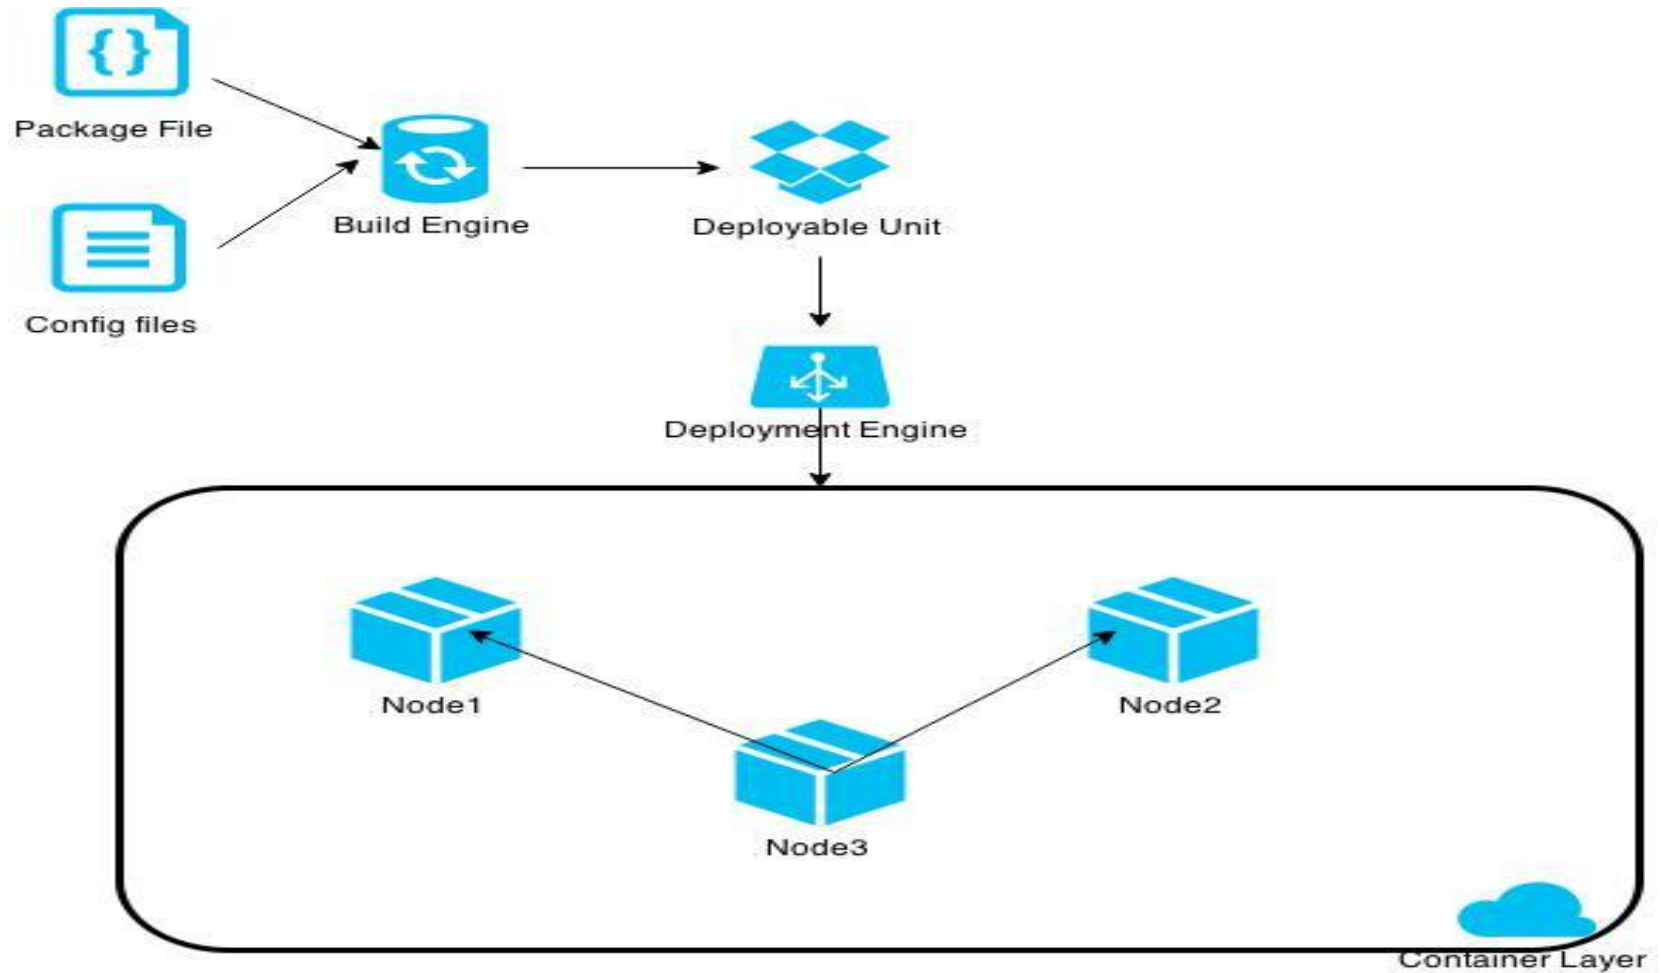 Package File
Build Engine
Deployable Unit
Config files
Deployment Engine
Node1
Node2
Node3
Container Layer